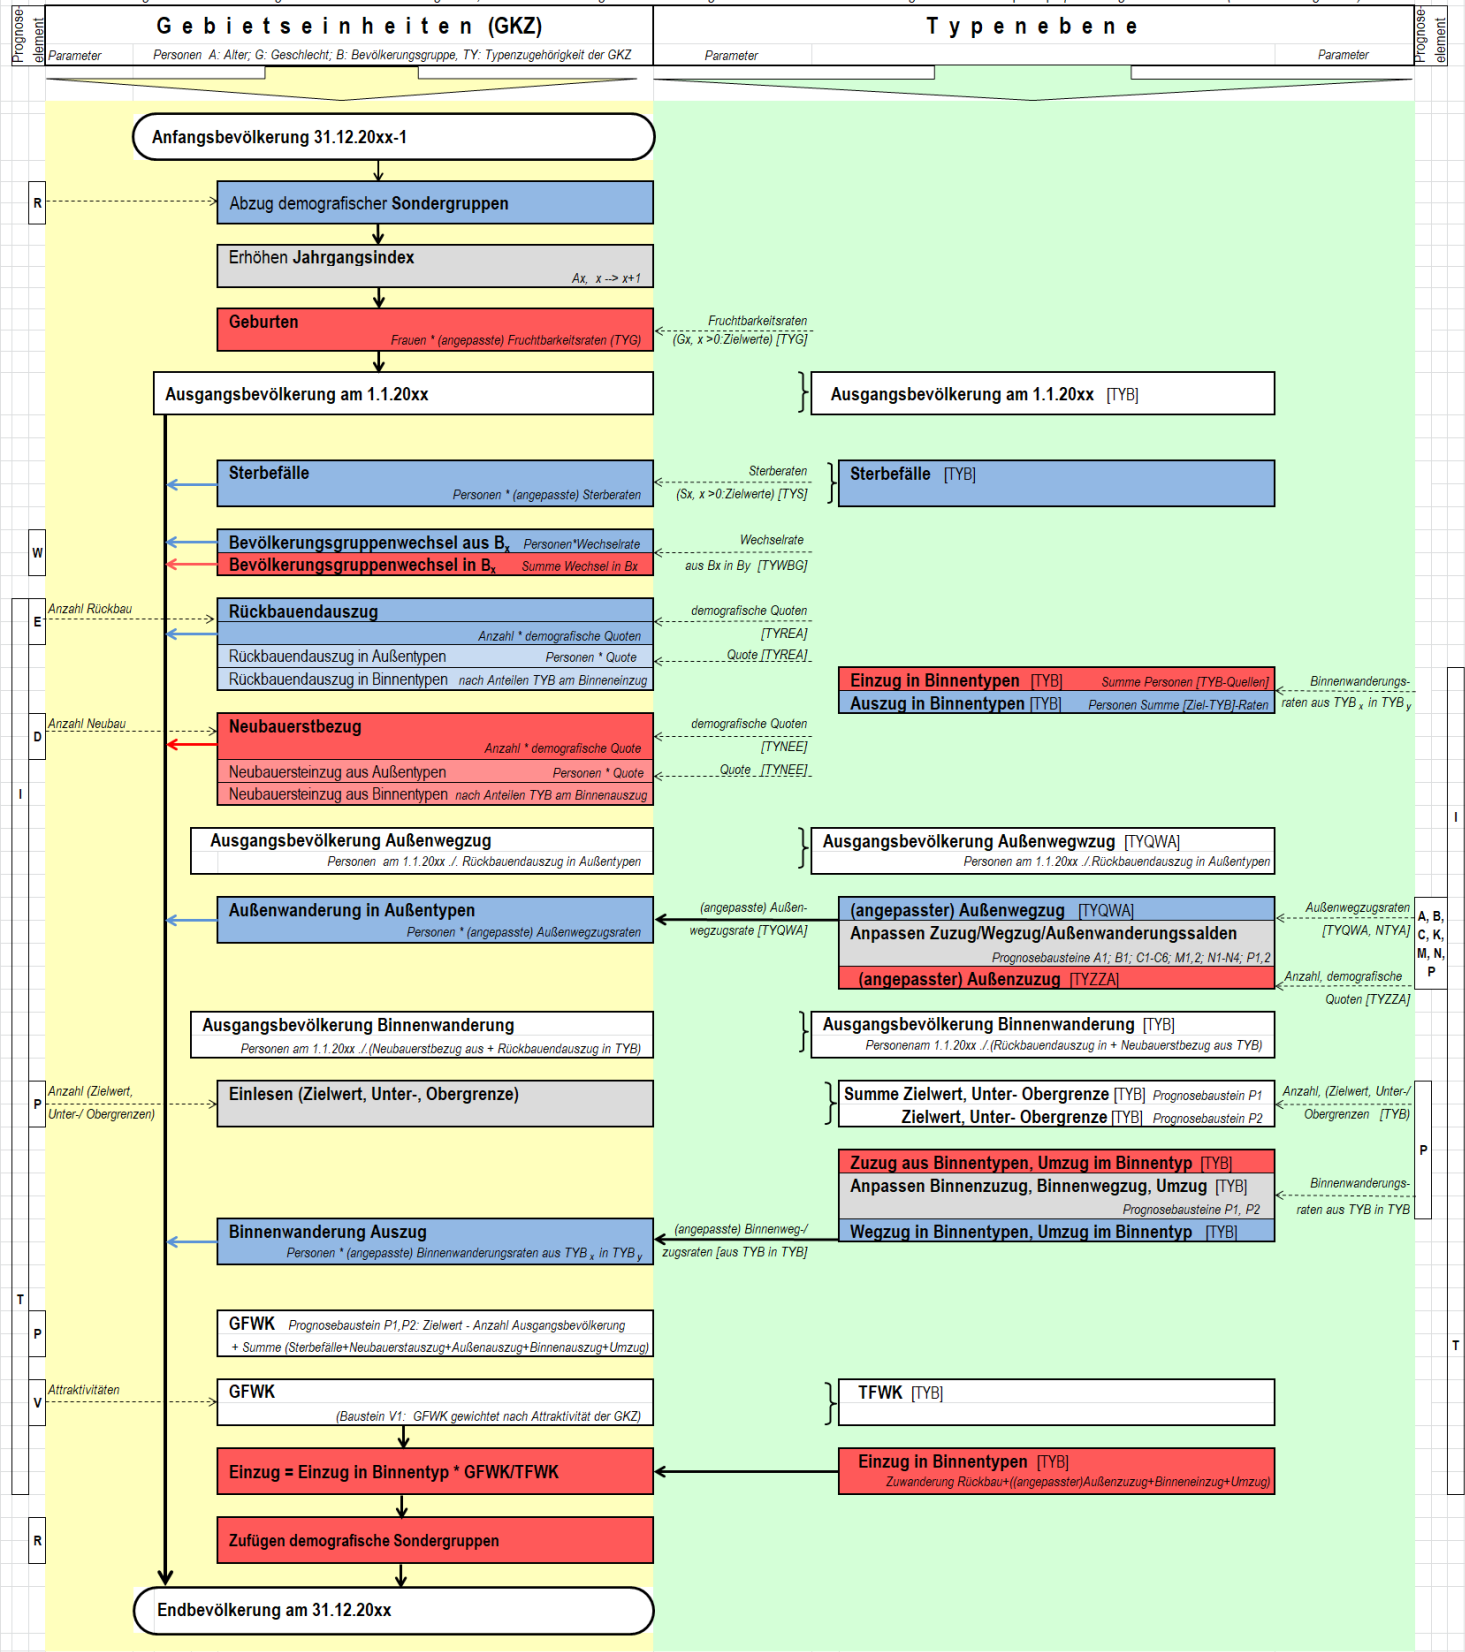 Prognose-
element
G e b i e t s e i n h e i t e n (GKZ)
T y p e n e b e n e
Prognose-
element
Parameter
Personen A: Alter; G: Geschlecht; B: Bevölkerungsgruppe, TY: Typenzugehörigkeit der GKZ
Parameter
Parameter
Anfangsbevölkerung 31.12.20xx-1
R
Abzug demografischer Sondergruppen
Erhöhen Jahrgangsindex
Ax, x --> x+1
Geburten
Frauen * (angepasste) Fruchtbarkeitsraten (TYG)
Fruchtbarkeitsraten
(Gx, x >0:Zielwerte) [TYG]
Ausgangsbevölkerung am 1.1.20xx
Ausgangsbevölkerung am 1.1.20xx [TYB]
Sterbefälle
Personen * (angepasste) Sterberaten
Sterberaten
(Sx, x >0:Zielwerte) [TYS]
Sterbefälle [TYB]
W
Bevölkerungsgruppenwechsel aus Bx Personen*Wechselrate
Bevölkerungsgruppenwechsel in Bx Summe Wechsel in Bx
Wechselrate
aus Bx in By [TYWBG]
Anzahl Rückbau
E
Rückbauendauszug
Anzahl * demografische Quoten
demografische Quoten
[TYREA]
Rückbauendauszug in Außentypen Personen * Quote
Quote [TYREA]
Rückbauendauszug in Binnentypen nach Anteilen TYB am Binneneinzug
Einzug in Binnentypen [TYB] Summe Personen [TYB-Quellen]
Auszug in Binnentypen [TYB] Personen Summe [Ziel-TYB]-Raten
Binnenwanderungs-
raten aus TYB x in TYB y
Anzahl Neubau
D
Neubauerstbezug
Anzahl * demografische Quote
demografische Quoten
[TYNEE]
Neubauersteinzug aus Außentypen Personen * Quote
Quote [TYNEE]
Neubauersteinzug aus Binnentypen nach Anteilen TYB am Binnenauszug
I
I
Ausgangsbevölkerung Außenwegzug
Personen am 1.1.20xx ./. Rückbauendauszug in Außentypen
Ausgangsbevölkerung Außenwegwzug [TYQWA]
Personen am 1.1.20xx ./.Rückbauendauszug in Außentypen
Außenwanderung in Außentypen
Personen * (angepasste) Außenwegzugsraten
(angepasste) Außen-
wegzugsrate [TYQWA]
(angepasster) Außenwegzug [TYQWA]
Anpassen Zuzug/Wegzug/Außenwanderungssalden
Prognosebausteine A1; B1; C1-C6; M1,2; N1-N4; P1,2
(angepasster) Außenzuzug [TYZZA]
Außenwegzugsraten
[TYQWA, NTYA]
Anzahl, demografische
Quoten [TYZZA]
A, B,
C, K,
M, N,
P
Ausgangsbevölkerung Binnenwanderung
Personen am 1.1.20xx ./.(Neubauerstbezug aus + Rückbauendauszug in TYB)
Ausgangsbevölkerung Binnenwanderung [TYB]
Personenam 1.1.20xx ./.(Rückbauendauszug in + Neubauerstbezug aus TYB)
Anzahl (Zielwert,
Unter-/ Obergrenzen)
P
Einlesen (Zielwert, Unter-, Obergrenze)
Summe Zielwert, Unter- Obergrenze [TYB] Prognosebaustein P1
Zielwert, Unter- Obergrenze [TYB] Prognosebaustein P2
Anzahl, (Zielwert, Unter-/
Obergrenzen [TYB)
P
Zuzug aus Binnentypen, Umzug im Binnentyp [TYB]
Anpassen Binnenzuzug, Binnenwegzug, Umzug [TYB]
Prognosebausteine P1, P2
Wegzug in Binnentypen, Umzug im Binnentyp [TYB]
Binnenwanderungs-
raten aus TYB in TYB
Binnenwanderung Auszug
Personen * (angepasste) Binnenwanderungsraten aus TYB x in TYB y
(angepasste) Binnenweg-/
zugsraten [aus TYB in TYB]
T
T
P
GFWK Prognosebaustein P1,P2: Zielwert - Anzahl Ausgangsbevölkerung
+ Summe (Sterbefälle+Neubauerstauszug+Außenauszug+Binnenauszug+Umzug)
Attraktivitäten
V
GFWK
(Baustein V1: GFWK gewichtet nach Attraktivität der GKZ)
TFWK [TYB]
Einzug = Einzug in Binnentyp * GFWK/TFWK
Einzug in Binnentypen [TYB]
Zuwanderung Rückbau+((angepasster)Außenzuzug+Binneneinzug+Umzug)
R
Zufügen demografische Sondergruppen
Endbevölkerung am 31.12.20xx